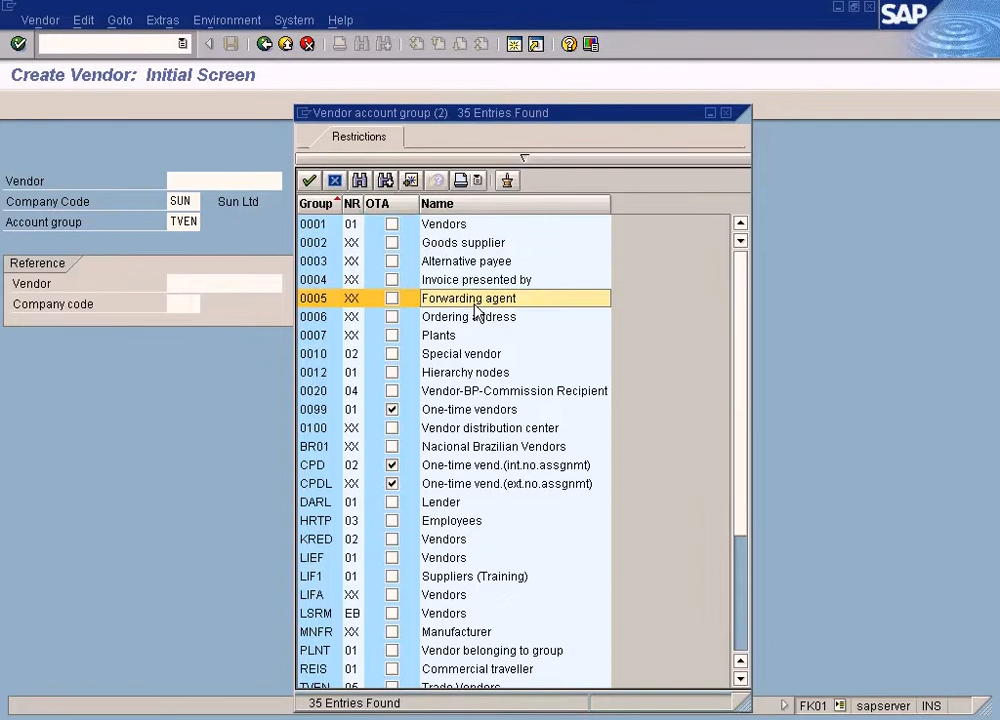 Vendor Edit Goto Extras Environment System Help
SAP
Create Vendor: Initial Screen
Vendor account group (2) 35 Entries Found
Restrictions
Vendor
Company Code SUN Sun Ltd
Account group TVEN
Reference
Vendor
Company code
Group NR OTA Name
0001 01 Vendors
0002 XX Goods supplier
0003 XX Alternative payee
0004 XX Invoice presented by
0005 XX Forwarding agent
0006 XX Ordering address
0007 XX Plants
0010 02 Special vendor
0012 01 Hierarchy nodes
0020 04 Vendor-BP-Commission Recipient
0099 01 One-time vendors
0100 XX Vendor distribution center
BR01 XX Nacional Brazilian Vendors
CPD 02 One-time vend.(int.no.assgnmt)
CPDL XX One-time vend.(ext.no.assgnmt)
DARL 01 Lender
HRTP 03 Employees
KRED 02 Vendors
LIEF 01 Vendors
LIF1 01 Suppliers (Training)
LIFA XX Vendors
LSRM EB Vendors
MNFR XX Manufacturer
PLNT 01 Vendor belonging to group
REIS 01 Commercial traveller
TVEN 05 Trade Vendors
35 Entries Found
FK01 sapserver INS